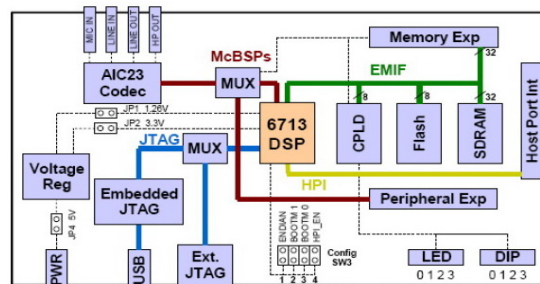 MIC IN
LINE IN
LINE OUT
HP OUT
AIC23
Codec
McBSPs
MUX
Memory Exp
32
EMIF
JP1 1.26V
JP2 3.3V
6713
DSP
8
CPLD
8
Flash
32
SDRAM
Host Port Int
JTAG
MUX
Voltage
Reg
HPI
Embedded
JTAG
Peripheral Exp
JP4 5V
ENDIAN
BOOTM 1
BOOTM 0
HPI_EN
Config
SW3
1 2 3 4
PWR
USB
Ext.
JTAG
LED
DIP
0 1 2 3
0 1 2 3